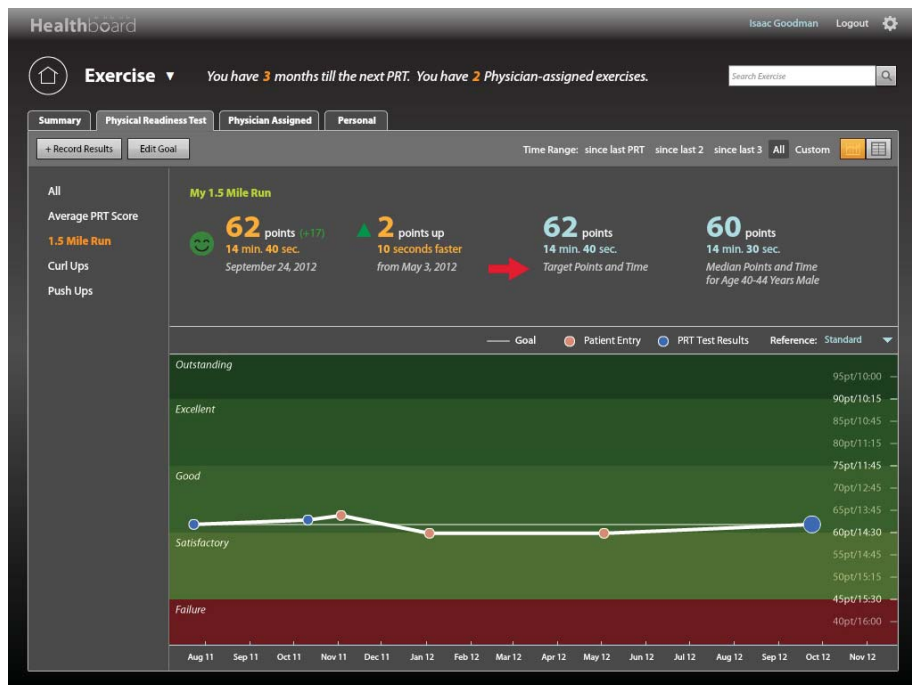 Healthboard
Isaac Goodman Logout
Exercise ▼ You have 3 months till the next PRT. You have 2 Physician-assigned exercises.
Search Exercise
Summary Physical Readiness Test Physician Assigned Personal
+ Record Results Edit Goal
Time Range: since last PRT since last 2 since last 3 All Custom
All
Average PRT Score
1.5 Mile Run
Curl Ups
Push Ups
My 1.5 Mile Run
62 points (+17)
14 min. 40 sec.
September 24, 2012
2 points up
10 seconds faster
from May 3, 2012
62 points
14 min. 40 sec.
Target Points and Time
60 points
14 min. 30 sec.
Median Points and Time
for Age 40-44 Years Male
Goal Patient Entry PRT Test Results Reference: Standard
Outstanding
95pt/10:00
90pt/10:15
Excellent
85pt/10:45
80pt/11:15
75pt/11:45
Good
70pt/12:45
65pt/13:45
60pt/14:30
Satisfactory
55pt/14:45
50pt/15:15
45pt/15:30
Failure
40pt/16:00
Aug 11 Sep 11 Oct 11 Nov 11 Dec 11 Jan 12 Feb 12 Mar 12 Apr 12 May 12 Jun 12 Jul 12 Aug 12 Sep 12 Oct 12 Nov 12